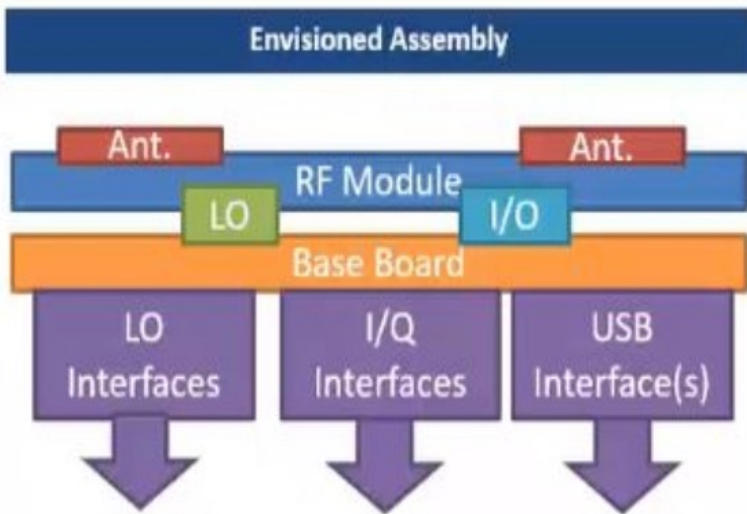 Envisioned Assembly
Ant.
Ant.
RF Module
LO
I/O
Base Board
LO
Interfaces
I/Q
Interfaces
USB
Interface(s)